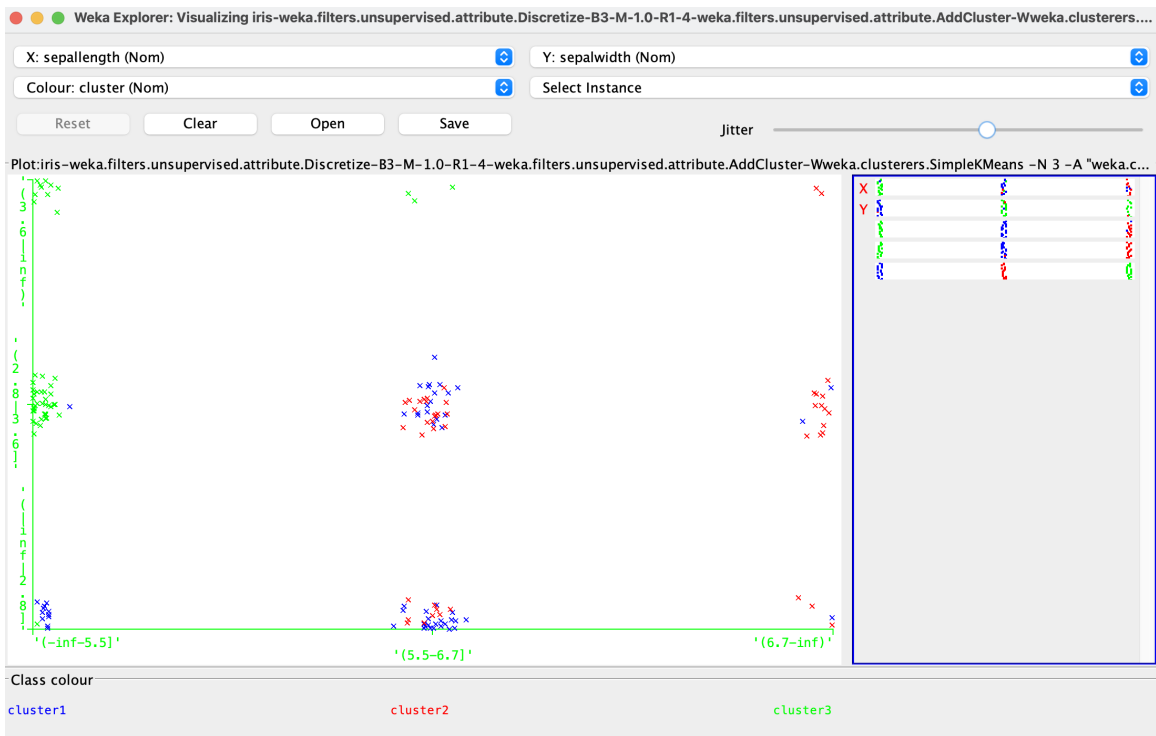 Weka Explorer: Visualizing iris-weka.filters.unsupervised.attribute.Discretize-B3-M-1.0-R1-4-weka.filters.unsupervised.attribute.AddCluster-Wweka.clusterers....
X: sepallength (Nom)
Y: sepalwidth (Nom)
Colour: cluster (Nom)
Select Instance
Reset
Clear
Open
Save
Jitter
Plot:iris-weka.filters.unsupervised.attribute.Discretize-B3-M-1.0-R1-4-weka.filters.unsupervised.attribute.AddCluster-Wweka.clusterers.SimpleKMeans -N 3 -A "weka.c...
X
Y
'(3.6|inf)'
'(2.8|3.6]'
'(|inf|2.8]'
'(-inf-5.5]'
'(5.5-6.7]'
'(6.7-inf)'
Class colour
cluster1
cluster2
cluster3